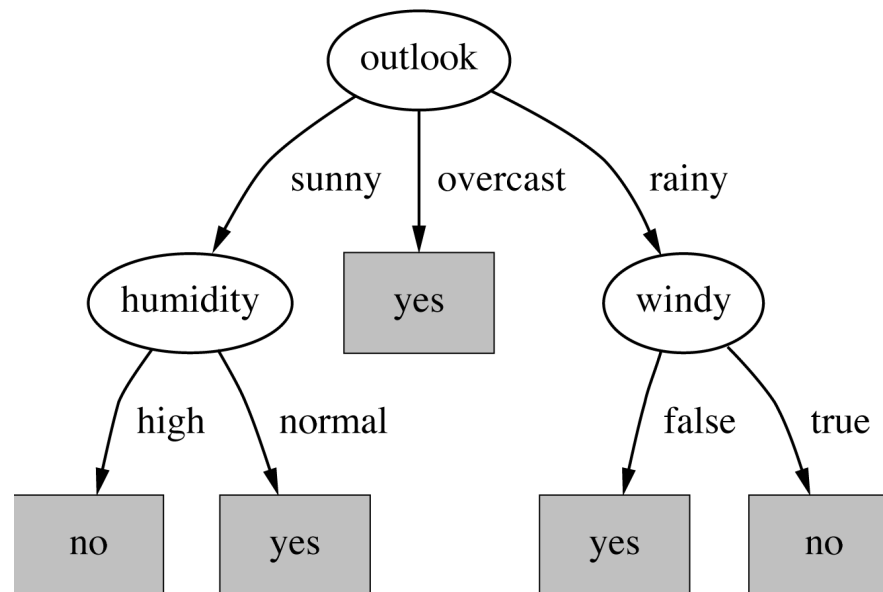 outlook
sunny overcast rainy
humidity yes windy
high normal false true
no yes yes no